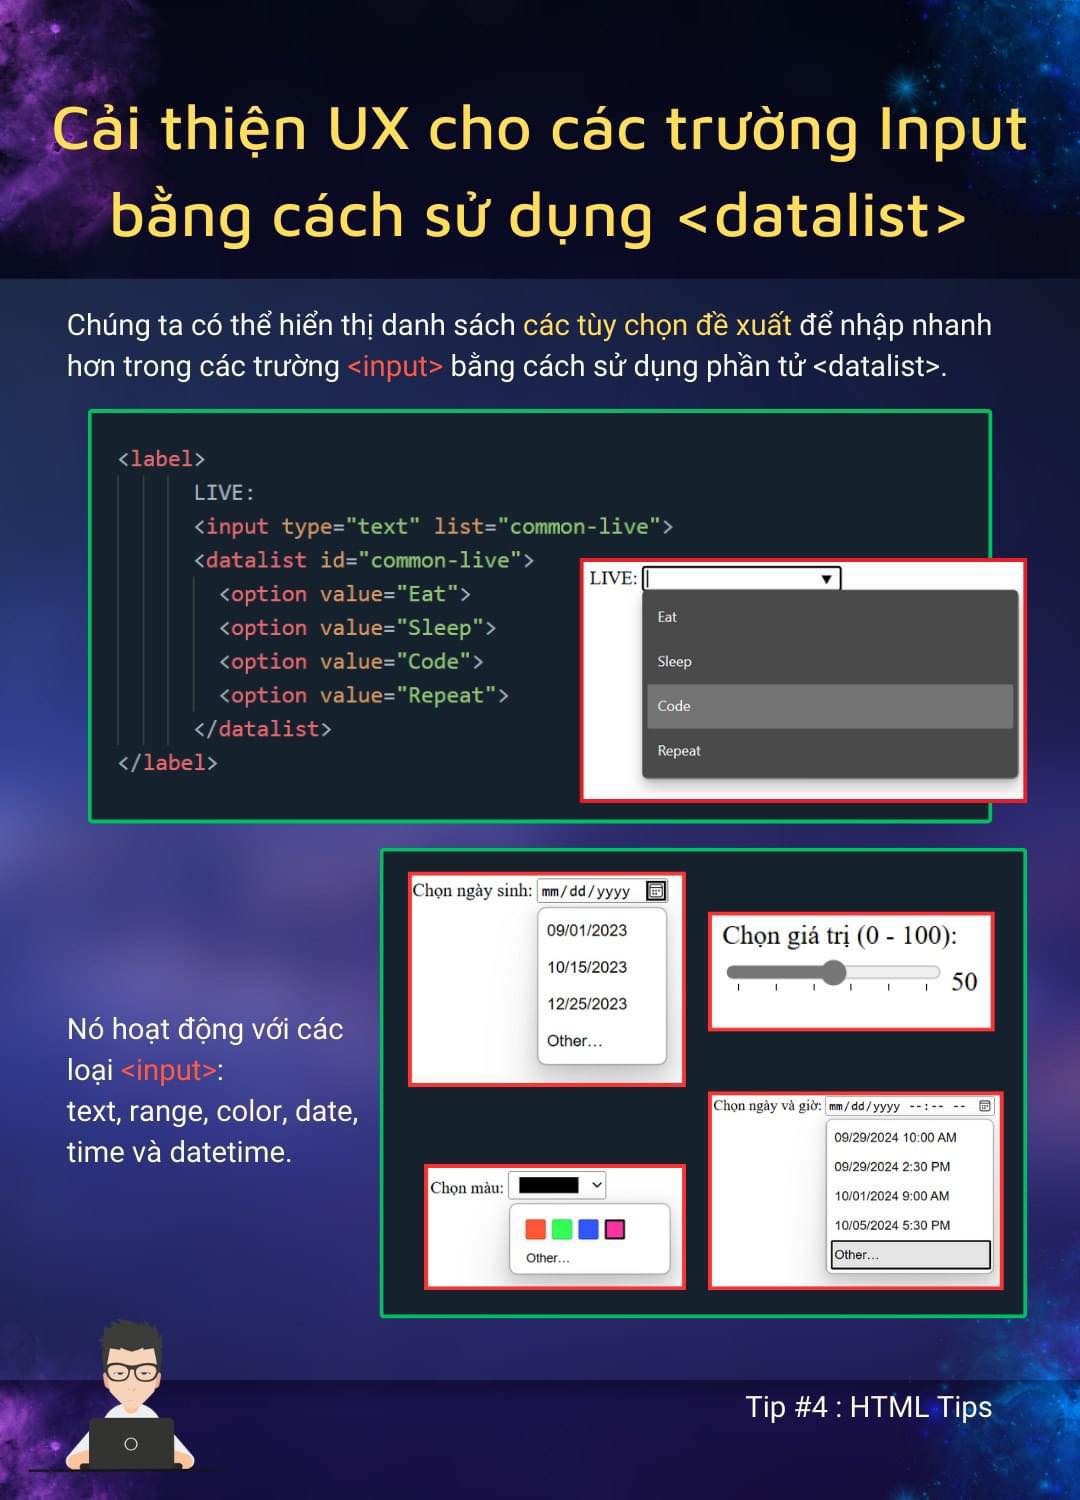 Cải thiện UX cho các trường Input
bằng cách sử dụng <datalist>
Chúng ta có thể hiển thị danh sách các tùy chọn đề xuất để nhập nhanh
hơn trong các trường <input> bằng cách sử dụng phần tử <datalist>.
<label>
LIVE:
<input type="text" list="common-live">
<datalist id="common-live">
<option value="Eat">
<option value="Sleep">
<option value="Code">
<option value="Repeat">
</datalist>
</label>
LIVE:
Eat
Sleep
Code
Repeat
Nó hoạt động với các
loại <input>:
text, range, color, date,
time và datetime.
Chọn ngày sinh: mm/dd/yyyy
09/01/2023
10/15/2023
12/25/2023
Other...
Chọn giá trị (0 - 100):
50
Chọn màu:
Other...
Chọn ngày và giờ: mm/dd/yyyy --:-- --
09/29/2024 10:00 AM
09/29/2024 2:30 PM
10/01/2024 9:00 AM
10/05/2024 5:30 PM
Other...
Tip #4 : HTML Tips